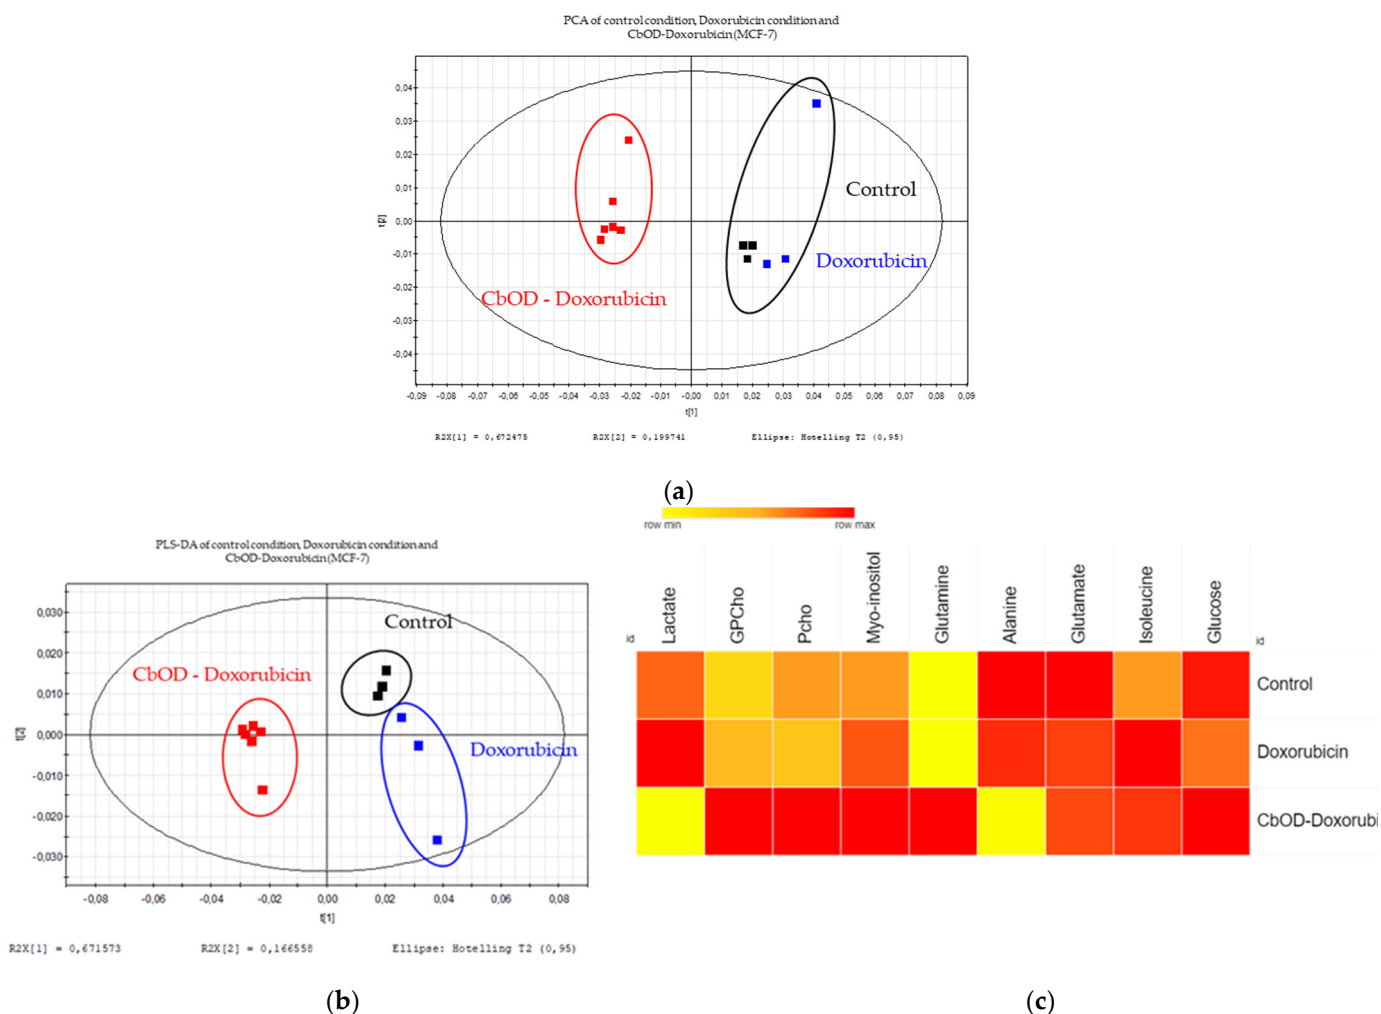 PCA of control condition, Doxorubicin condition and
CbOD-Doxorubicin (MCF-7)
0,04
0,03
0,02
0,01
0,00
-0,01
-0,02
-0,03
-0,04
t[2]
Control
Doxorubicin
CbOD - Doxorubicin
-0,09 -0,08 -0,07 -0,06 -0,05 -0,04 -0,03 -0,02 -0,01 0,00 0,01 0,02 0,03 0,04 0,05 0,06 0,07 0,08 0,09
t[1]
R2X[1] = 0,672475 R2X[2] = 0,199741 Ellipse: Hotelling T2 (0,95)
(a)
PLS-DA of control condition, Doxorubicin condition and
CbOD-Doxorubicin (MCF-7)
0,030
0,020
0,010
0,000
-0,010
-0,020
-0,030
t[2]
Control
CbOD - Doxorubicin
Doxorubicin
-0,08 -0,06 -0,04 -0,02 0,00 0,02 0,04 0,06 0,08
t[1]
R2X[1] = 0,671573 R2X[2] = 0,166558 Ellipse: Hotelling T2 (0,95)
(b)
row min row max
id Lactate GPCho Pcho Myo-inositol Glutamine Alanine Glutamate Isoleucine Glucose id
Control
Doxorubicin
CbOD-Doxorubi
(c)